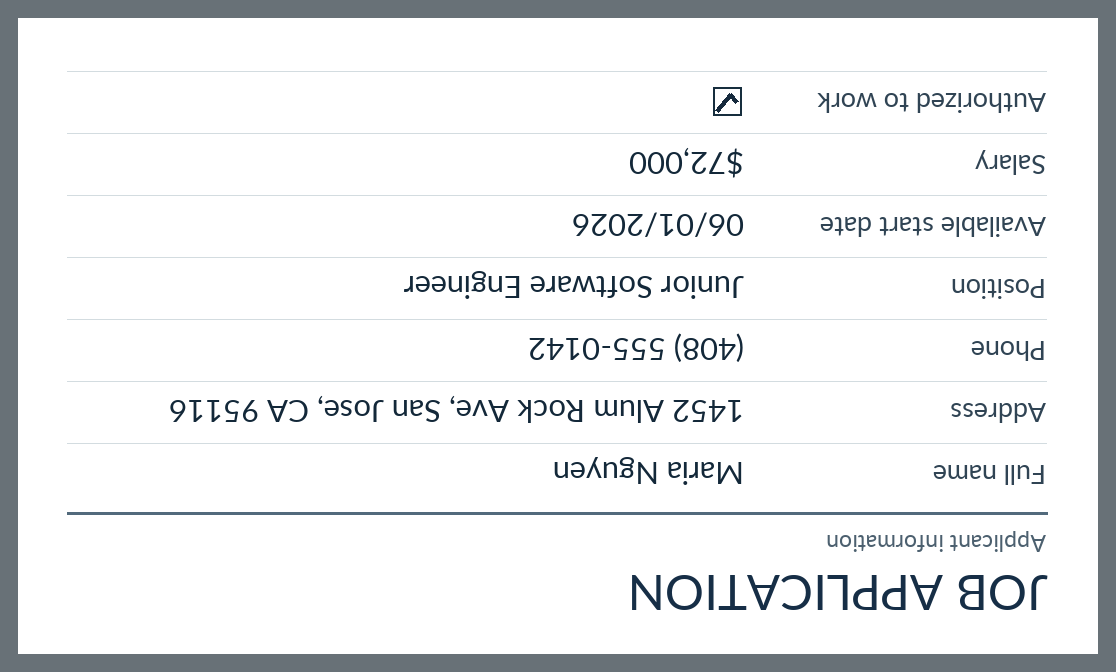 JOB APPLICATION
Applicant information
Full name Maria Nguyen
Address 1452 Alum Rock Ave, San Jose, CA 95116
Phone (408) 555-0142
Position Junior Software Engineer
Available start date 06/01/2026
Salary $72,000
Authorized to work ☑